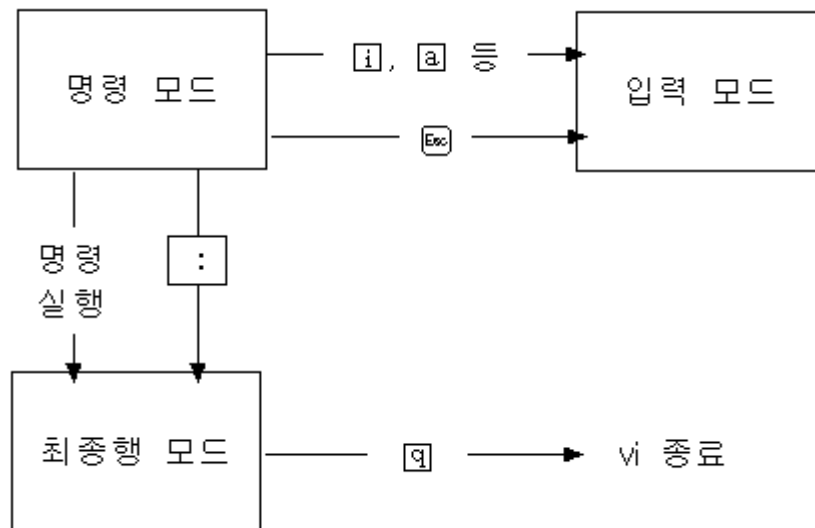 명령 모드
i, a 등
Esc
입력 모드
명령
실행
:
최종행 모드
q
vi 종료